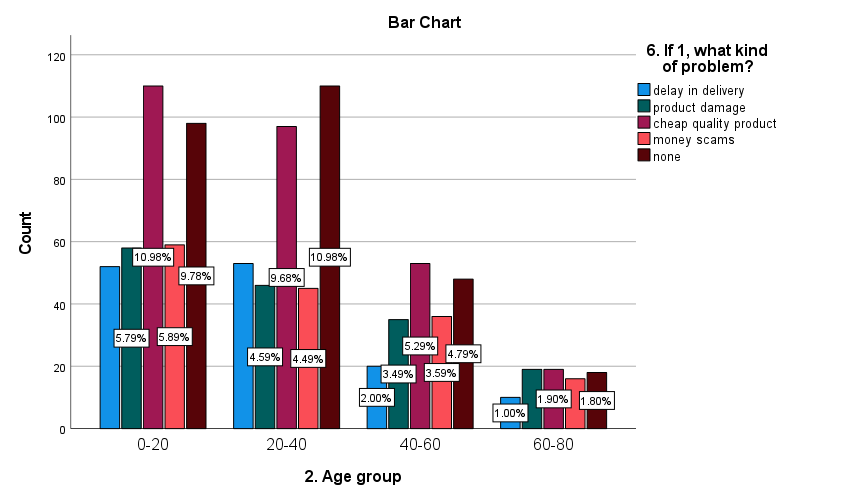 Bar Chart
6. If 1, what kind
of problem?
delay in delivery
product damage
cheap quality product
money scams
none
Count
120
100
80
60
40
20
0
10.98%
9.78%
5.79%
5.89%
10.98%
9.68%
4.59%
4.49%
5.29%
4.79%
3.49%
3.59%
2.00%
1.90%
1.80%
1.00%
0-20
20-40
40-60
60-80
2. Age group